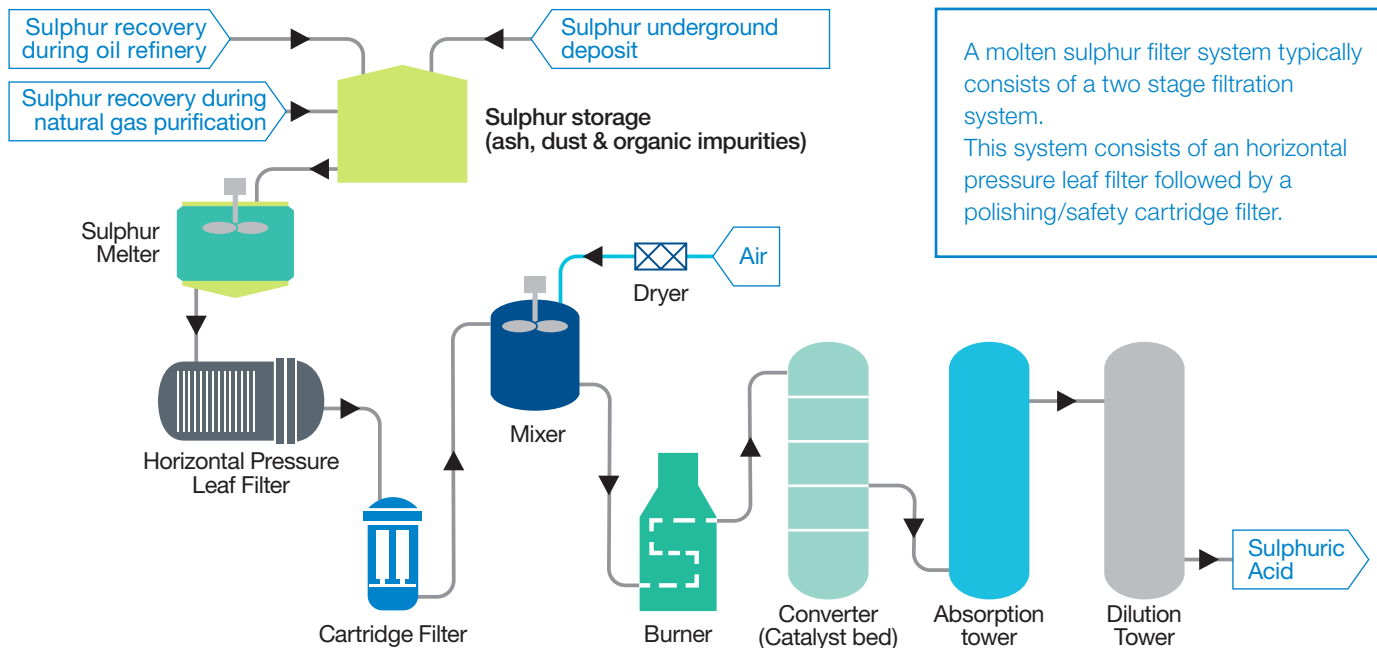 Sulphur recovery
during oil refinery
Sulphur underground
deposit
Sulphur recovery during
natural gas purification
Sulphur storage
(ash, dust & organic impurities)
A molten sulphur filter system typically
consists of a two stage filtration
system.
This system consists of an horizontal
pressure leaf filter followed by a
polishing/safety cartridge filter.
Sulphur
Melter
Air
Dryer
Mixer
Horizontal Pressure
Leaf Filter
Cartridge Filter
Burner
Converter
(Catalyst bed)
Absorption
tower
Dilution
Tower
Sulphuric
Acid